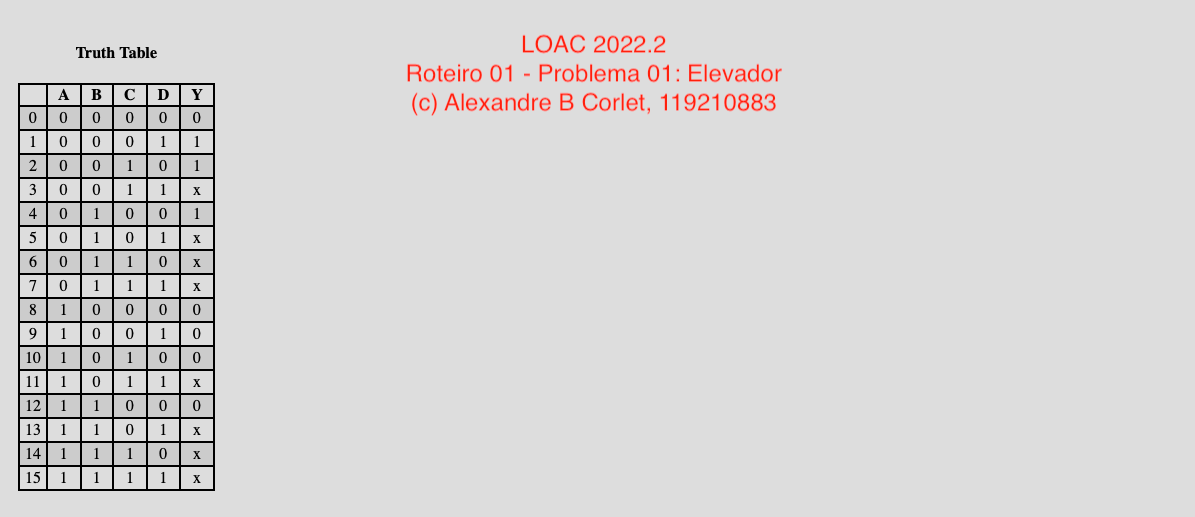 LOAC 2022.2
Roteiro 01 - Problema 01: Elevador
(c) Alexandre B Corlet, 119210883
Truth Table
A B C D Y
0 0 0 0 0 0
1 0 0 0 1 1
2 0 0 1 0 1
3 0 0 1 1 x
4 0 1 0 0 1
5 0 1 0 1 x
6 0 1 1 0 x
7 0 1 1 1 x
8 1 0 0 0 0
9 1 0 0 1 0
10 1 0 1 0 0
11 1 0 1 1 x
12 1 1 0 0 0
13 1 1 0 1 x
14 1 1 1 0 x
15 1 1 1 1 x